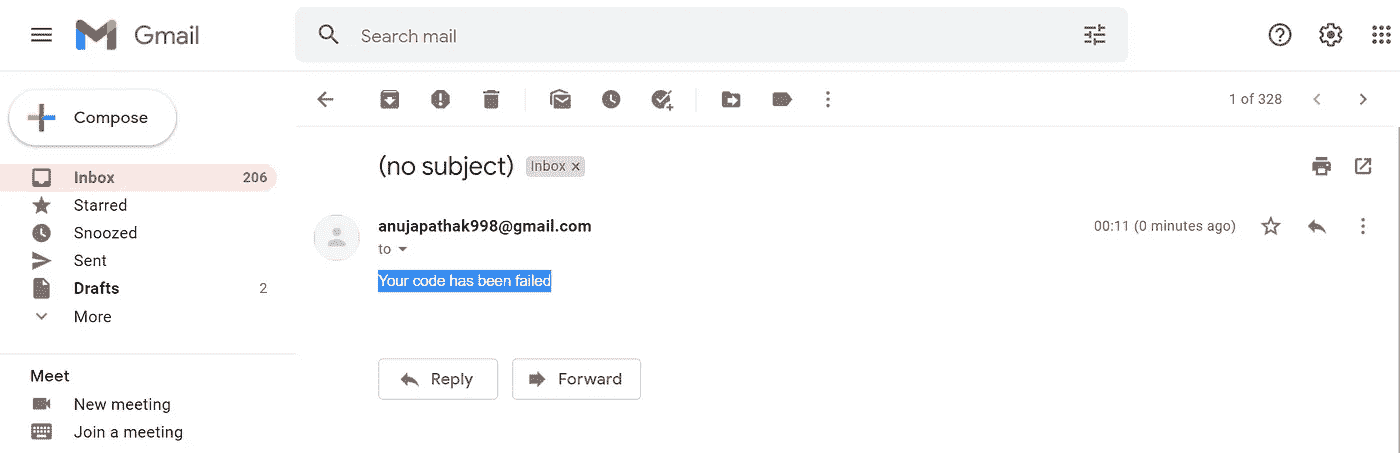 Gmail
Search mail
Compose
1 of 328
(no subject) Inbox x
Inbox 206
Starred
Snoozed
Sent
Drafts 2
More
anujapathak998@gmail.com 00:11 (0 minutes ago)
to
Your code has been failed
Reply Forward
Meet
New meeting
Join a meeting